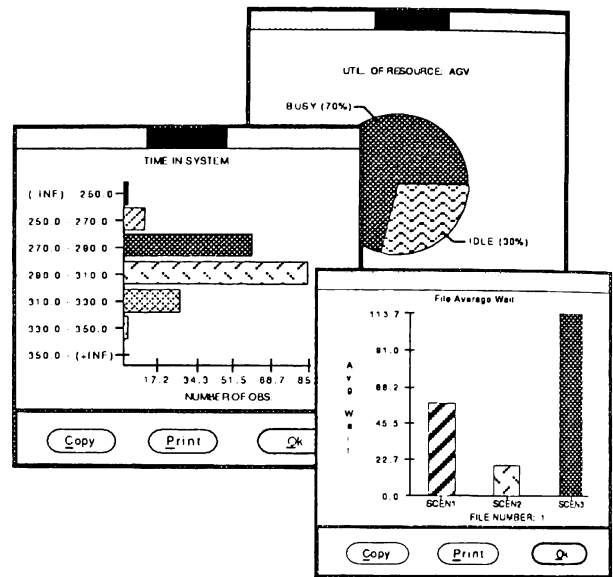 UTIL. OF RESOURCE: AGV
BUSY (70%)
IDLE (30%)
TIME IN SYSTEM
( INF) 250.0
250.0 - 270.0
270.0 - 290.0
290.0 - 310.0
310.0 - 330.0
330.0 - 350.0
350.0 - (+INF)
17.2 34.3 51.5 68.7 85
NUMBER OF OBS.
Copy Print Ok
File Average Wait
113.7
91.0
68.2
45.5
22.7
0.0
Avg Wait
SCEN1 SCEN2 SCEN3
FILE NUMBER: 1
Copy Print Ok